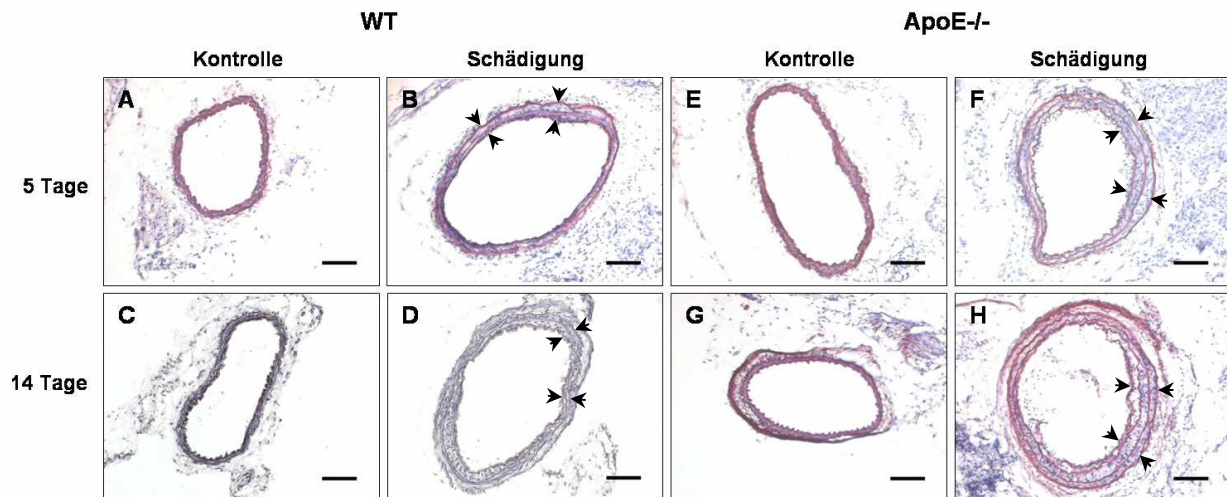 WT ApoE-/-
Kontrolle Schädigung Kontrolle Schädigung
5 Tage
A B E F
14 Tage
C D G H